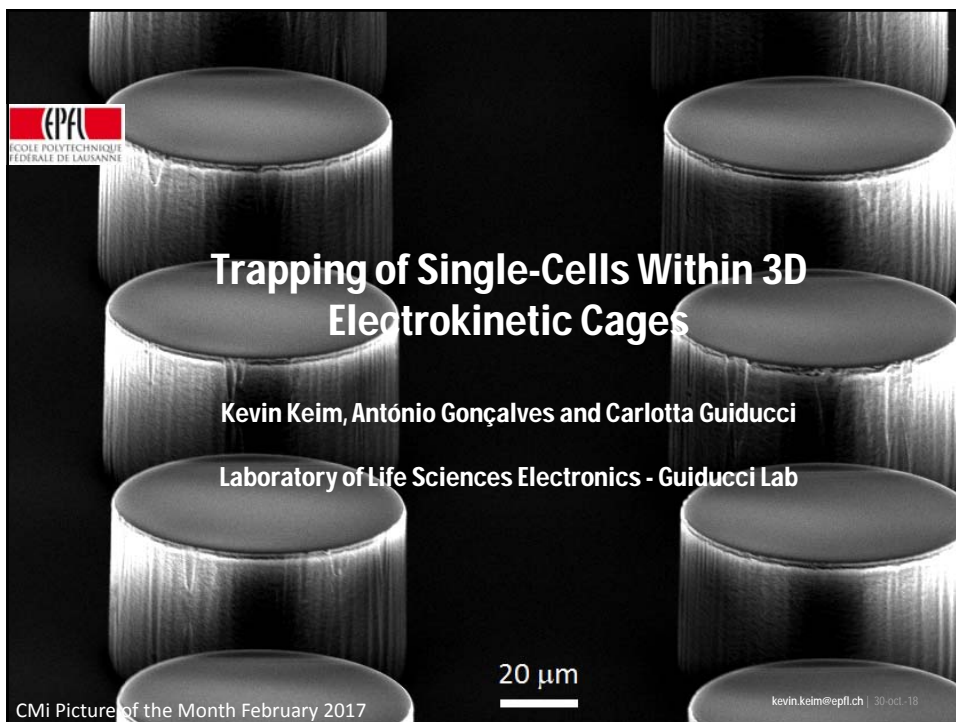 EPFL
ÉCOLE POLYTECHNIQUE
FÉDÉRALE DE LAUSANNE
Trapping of Single-Cells Within 3D
Electrokinetic Cages
Kevin Keim, António Gonçalves and Carlotta Guiducci
Laboratory of Life Sciences Electronics - Guiducci Lab
20 μm
CMi Picture of the Month February 2017
kevin.keim@epfl.ch | 30-oct.-18